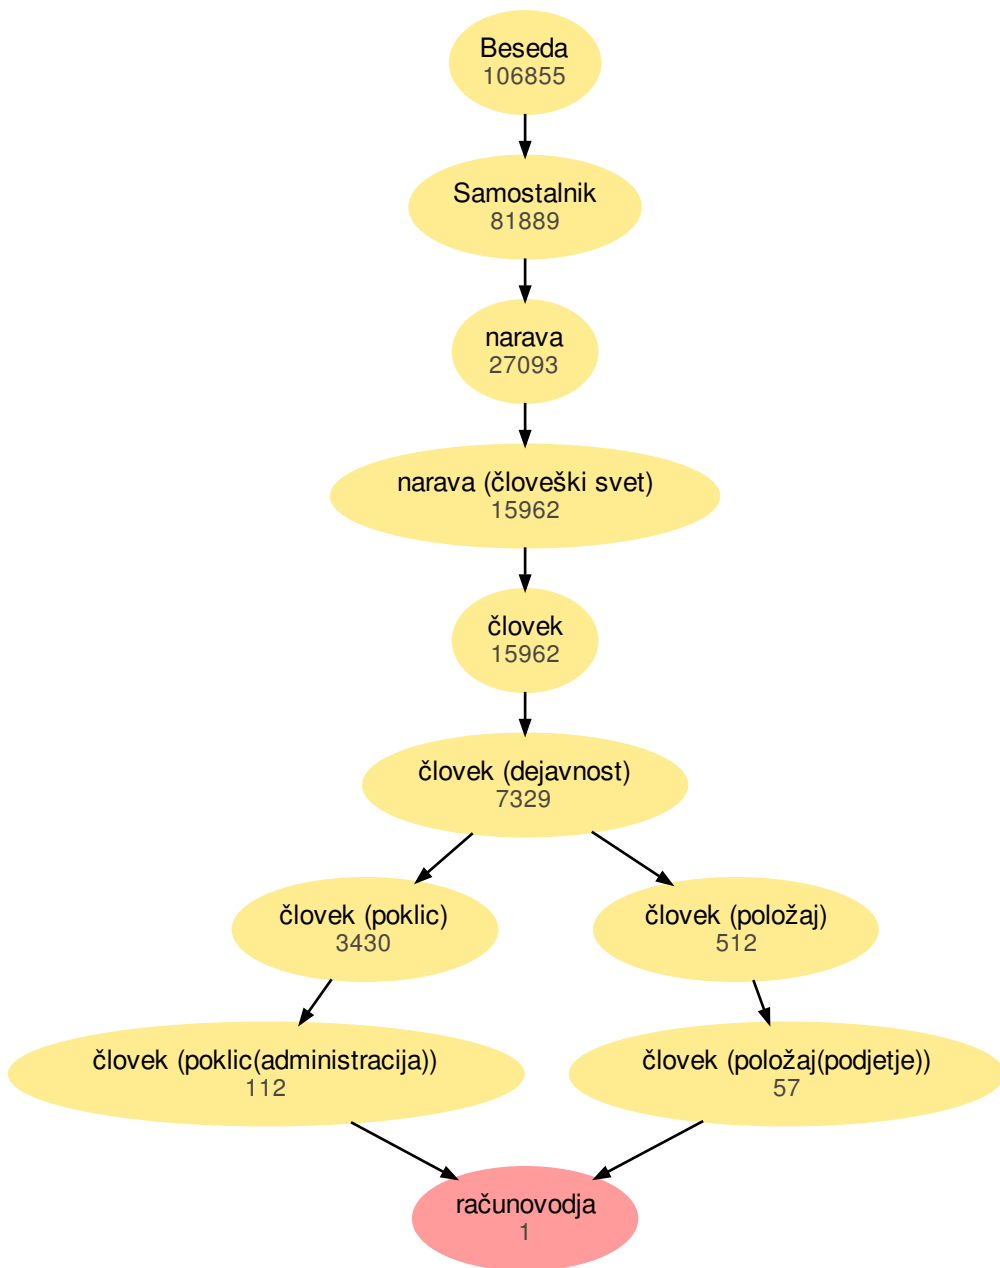 Beseda
106855
Samostalnik
81889
narava
27093
narava (človeški svet)
15962
človek
15962
človek (dejavnost)
7329
človek (poklic)
3430
človek (položaj)
512
človek (poklic(administracija))
112
človek (položaj(podjetje))
57
računovodja
1